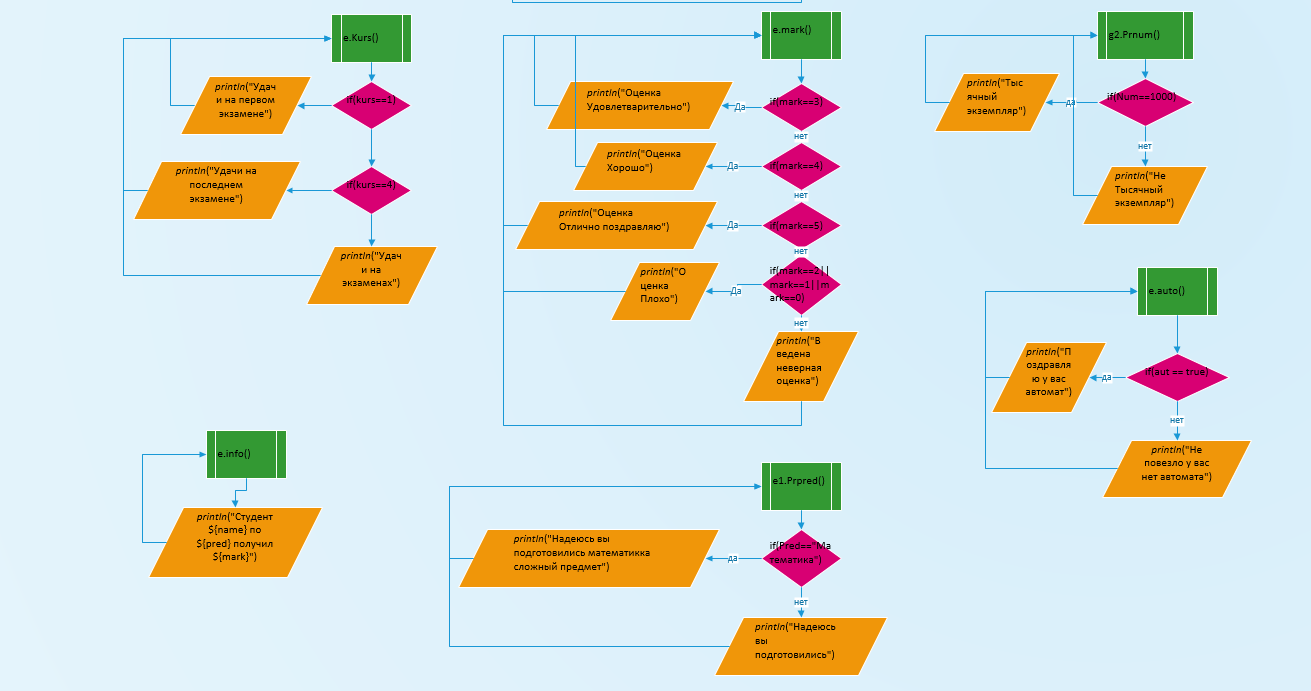 e.Kurs()
if(kurs==1)
println("Удач
и на первом
экзамене")
if(kurs==4)
println("Удачи на
последнем
экзамене")
println("Удач
и на
экзаменах")
e.mark()
if(mark==3)
Да
println("Оценка
Удовлетварительно")
нет
if(mark==4)
Да
println("Оценка
Хорошо")
нет
if(mark==5)
Да
println("Оценка
Отлично поздравляю")
нет
if(mark==2||
mark==1||m
ark==0)
Да
println("О
ценка
Плохо")
нет
println("В
ведена
неверная
оценка")
g2.Prnum()
if(Num==1000)
да
println("Тыс
ячный
экземпляр")
нет
println("Не
Тысячный
экземпляр")
e.auto()
if(aut == true)
да
println("П
оздравля
ю у вас
автомат")
нет
println("Не
повезло у вас
нет автомата")
e.info()
println("Студент
${name} по
${pred} получил
${mark}")
e1.Prpred()
if(Pred=="Ма
тематика")
да
println("Надеюсь вы
подготовились математикка
сложный предмет")
нет
println("Надеюсь
вы
подготовились")